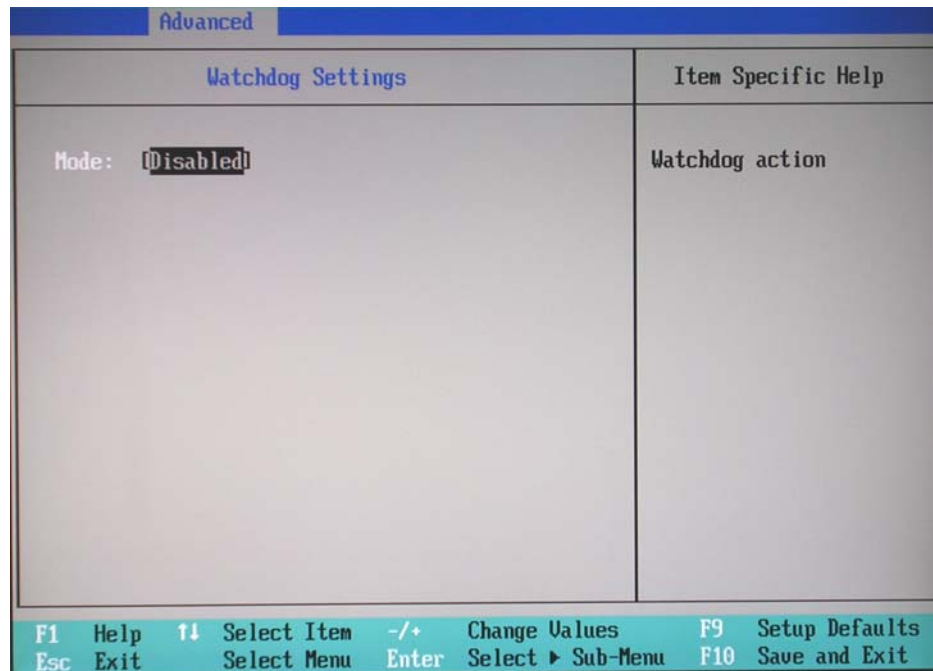 Advanced
Watchdog Settings
Item Specific Help
Mode: [Disabled]
Watchdog action
F1 Help ↑↓ Select Item -/+ Change Values F9 Setup Defaults
Esc Exit Select Menu Enter Select ▶ Sub-Menu F10 Save and Exit